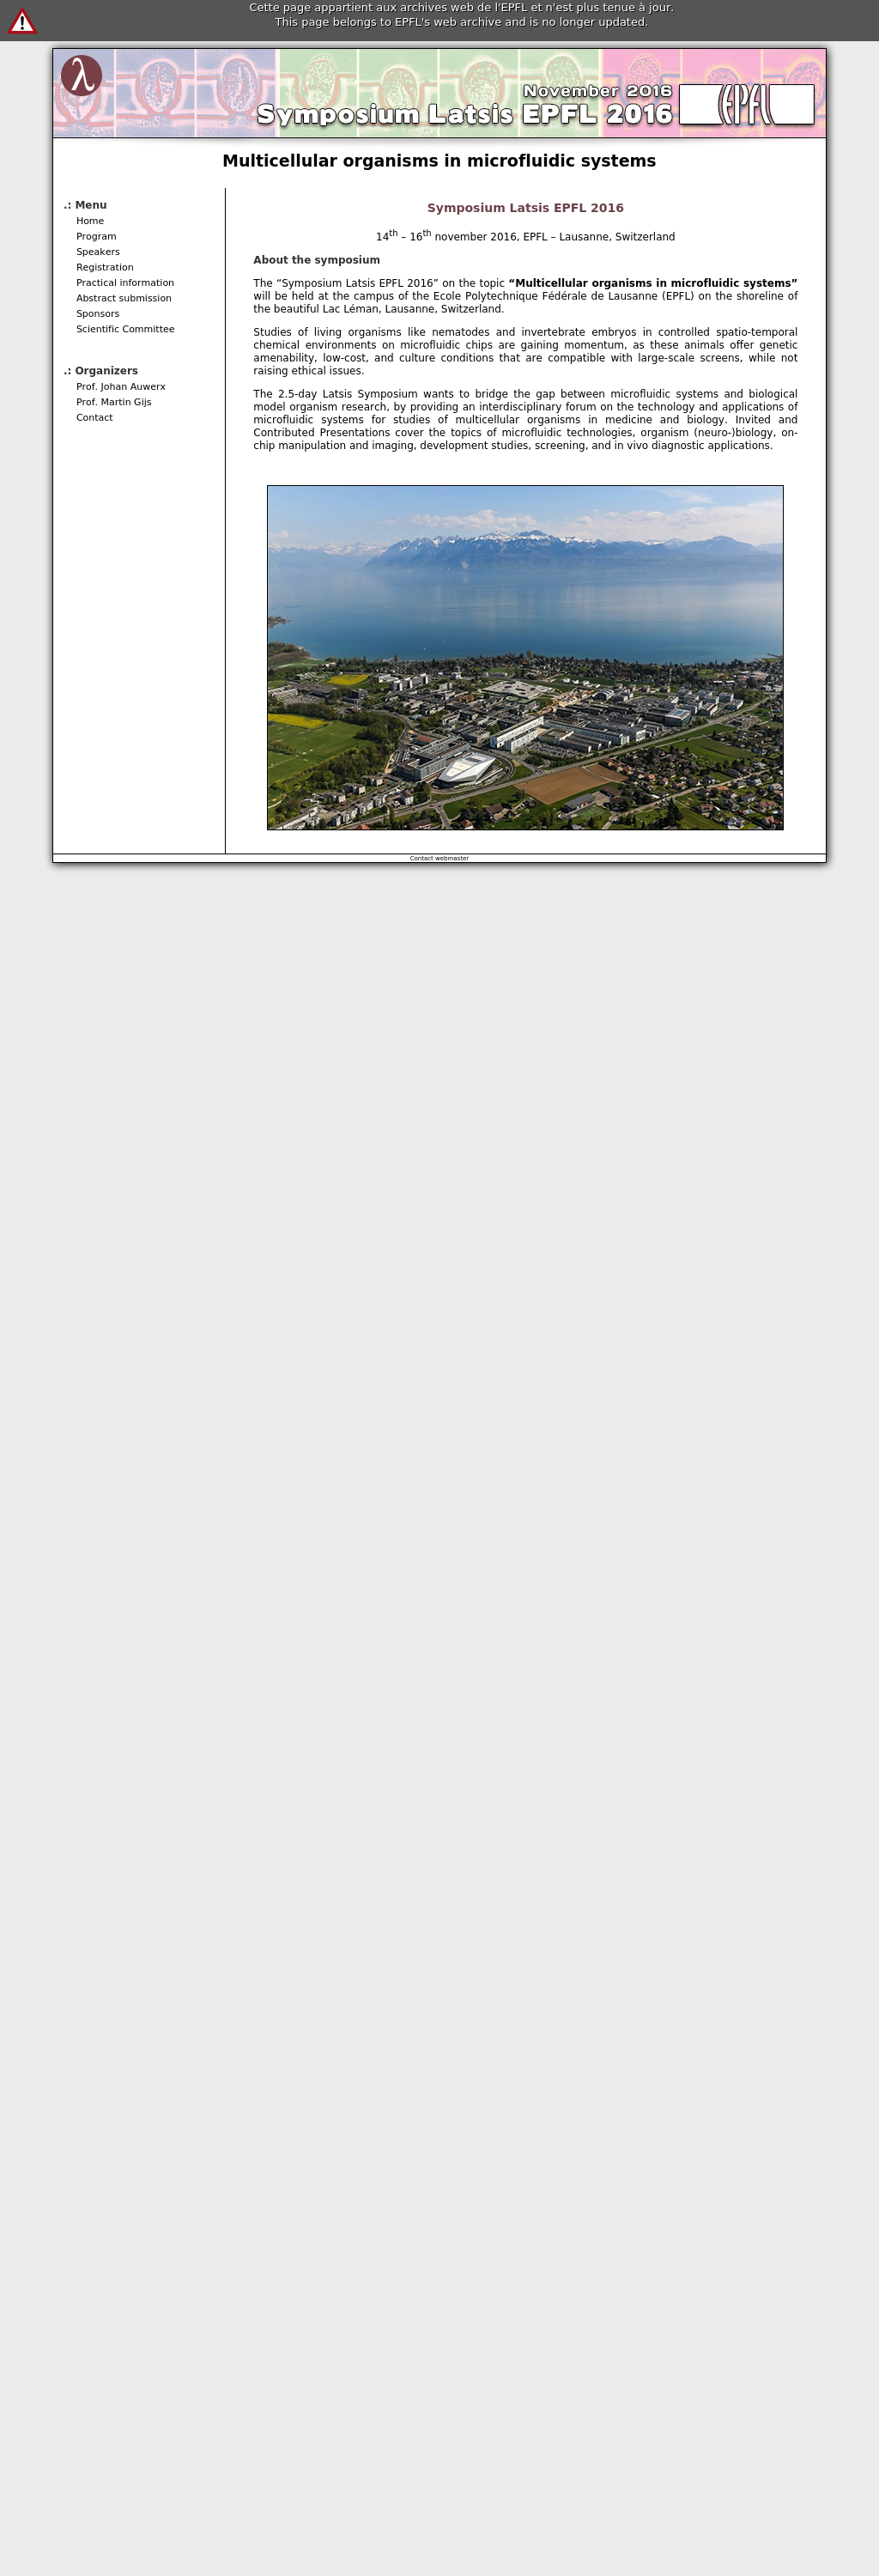 Cette page appartient aux archives web de l'EPFL et n'est plus tenue à jour.
This page belongs to EPFL's web archive and is no longer updated.
λ
November 2016
Symposium Latsis EPFL 2016
EPFL
Multicellular organisms in microfluidic systems
.: Menu
Home
Program
Speakers
Registration
Practical information
Abstract submission
Sponsors
Scientific Committee
.: Organizers
Prof. Johan Auwerx
Prof. Martin Gijs
Contact
Symposium Latsis EPFL 2016
14th – 16th november 2016, EPFL – Lausanne, Switzerland
About the symposium
The “Symposium Latsis EPFL 2016” on the topic “Multicellular organisms in microfluidic systems”
will be held at the campus of the Ecole Polytechnique Fédérale de Lausanne (EPFL) on the shoreline of
the beautiful Lac Léman, Lausanne, Switzerland.
Studies of living organisms like nematodes and invertebrate embryos in controlled spatio-temporal
chemical environments on microfluidic chips are gaining momentum, as these animals offer genetic
amenability, low-cost, and culture conditions that are compatible with large-scale screens, while not
raising ethical issues.
The 2.5-day Latsis Symposium wants to bridge the gap between microfluidic systems and biological
model organism research, by providing an interdisciplinary forum on the technology and applications of
microfluidic systems for studies of multicellular organisms in medicine and biology. Invited and
Contributed Presentations cover the topics of microfluidic technologies, organism (neuro-)biology, on-
chip manipulation and imaging, development studies, screening, and in vivo diagnostic applications.
Contact webmaster